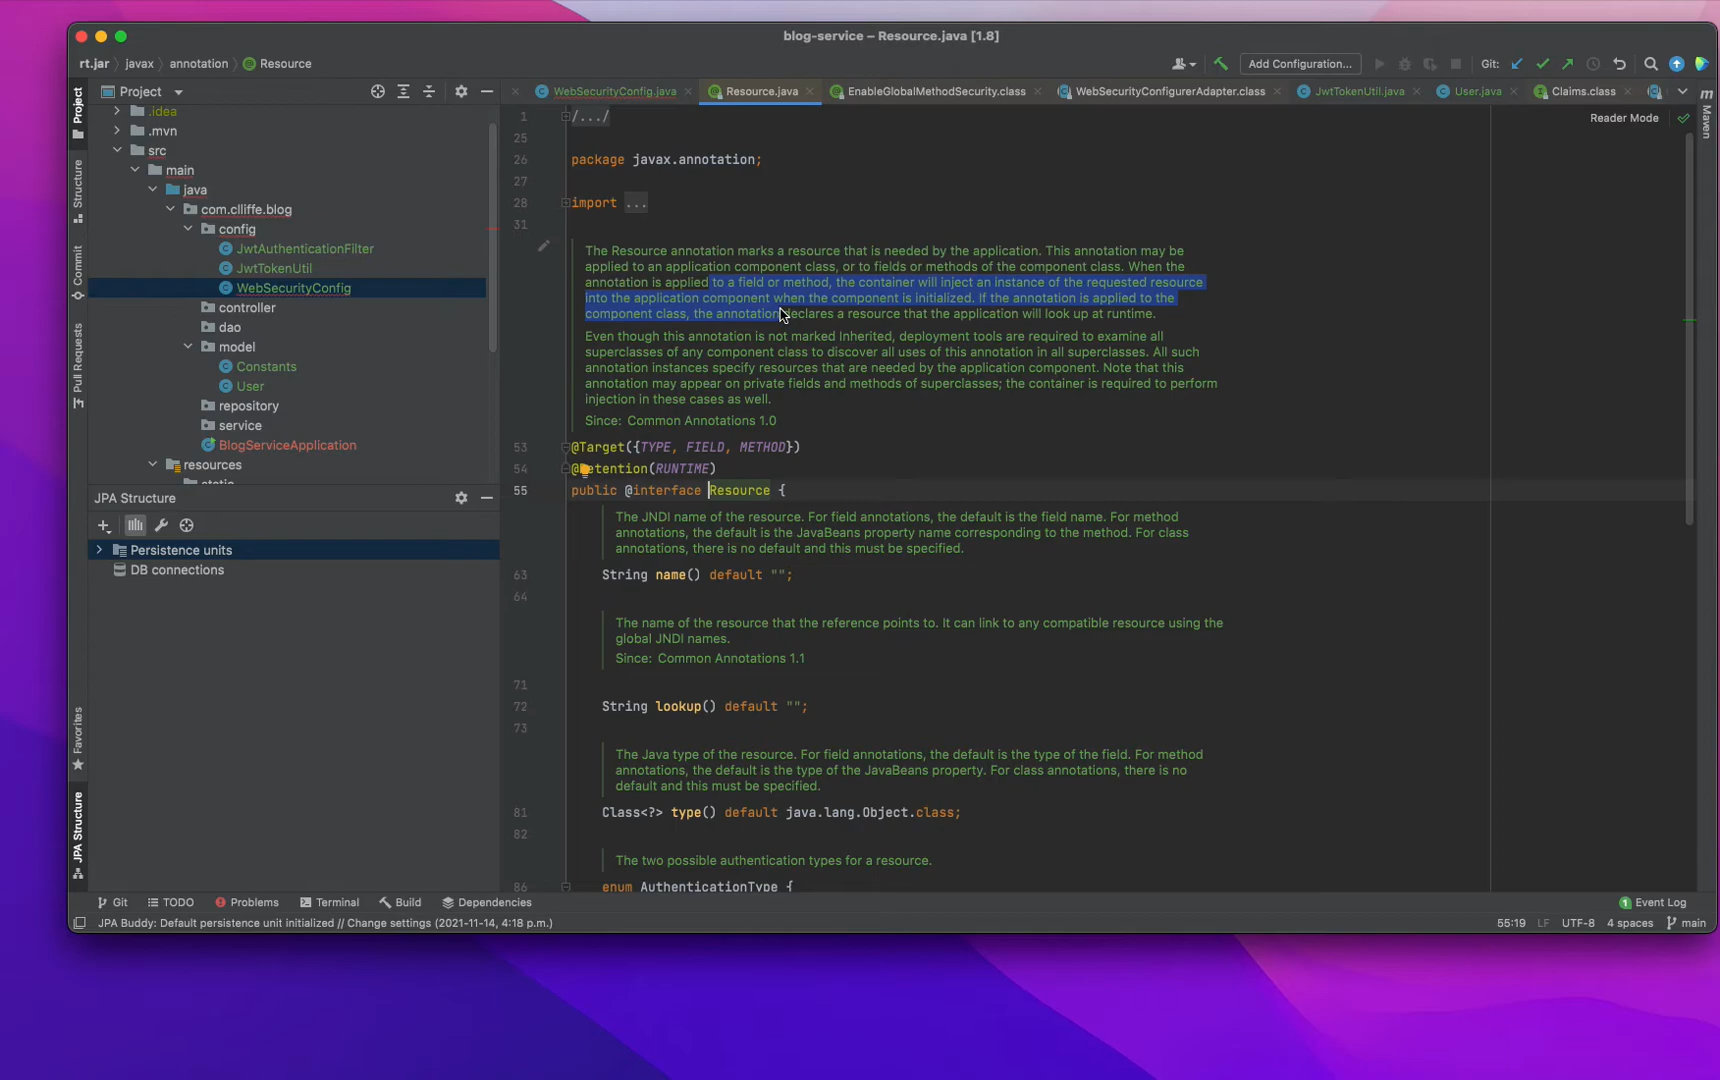 blog-service – Resource.java [1.8]
rt.jar javax annotation Resource
Add Configuration...
Git:
Project
WebSecurityConfig.java
Resource.java
EnableGlobalMethodSecurity.class
WebSecurityConfigurerAdapter.class
JwtTokenUtil.java
User.java
Claims.class
Project
Structure
Commit
Pull Requests
Favorites
JPA Structure
Maven
.idea
.mvn
src
main
java
com.clliffe.blog
config
JwtAuthenticationFilter
JwtTokenUtil
WebSecurityConfig
controller
dao
model
Constants
User
repository
service
BlogServiceApplication
resources
JPA Structure
Persistence units
DB connections
Reader Mode
1 /.../
25
26 package javax.annotation;
27
28 import ...
31
The Resource annotation marks a resource that is needed by the application. This annotation may be
applied to an application component class, or to fields or methods of the component class. When the
annotation is applied to a field or method, the container will inject an instance of the requested resource
into the application component when the component is initialized. If the annotation is applied to the
component class, the annotation declares a resource that the application will look up at runtime.
Even though this annotation is not marked Inherited, deployment tools are required to examine all
superclasses of any component class to discover all uses of this annotation in all superclasses. All such
annotation instances specify resources that are needed by the application component. Note that this
annotation may appear on private fields and methods of superclasses; the container is required to perform
injection in these cases as well.
Since: Common Annotations 1.0
53 @Target({TYPE, FIELD, METHOD})
54 @Retention(RUNTIME)
55 public @interface Resource {
The JNDI name of the resource. For field annotations, the default is the field name. For method
annotations, the default is the JavaBeans property name corresponding to the method. For class
annotations, there is no default and this must be specified.
63 String name() default "";
64
The name of the resource that the reference points to. It can link to any compatible resource using the
global JNDI names.
Since: Common Annotations 1.1
71
72 String lookup() default "";
73
The Java type of the resource. For field annotations, the default is the type of the field. For method
annotations, the default is the type of the JavaBeans property. For class annotations, there is no
default and this must be specified.
81 Class<?> type() default java.lang.Object.class;
82
The two possible authentication types for a resource.
86 enum AuthenticationType {
Git TODO Problems Terminal Build Dependencies
1 Event Log
JPA Buddy: Default persistence unit initialized // Change settings (2021-11-14, 4:18 p.m.)
55:19 LF UTF-8 4 spaces main